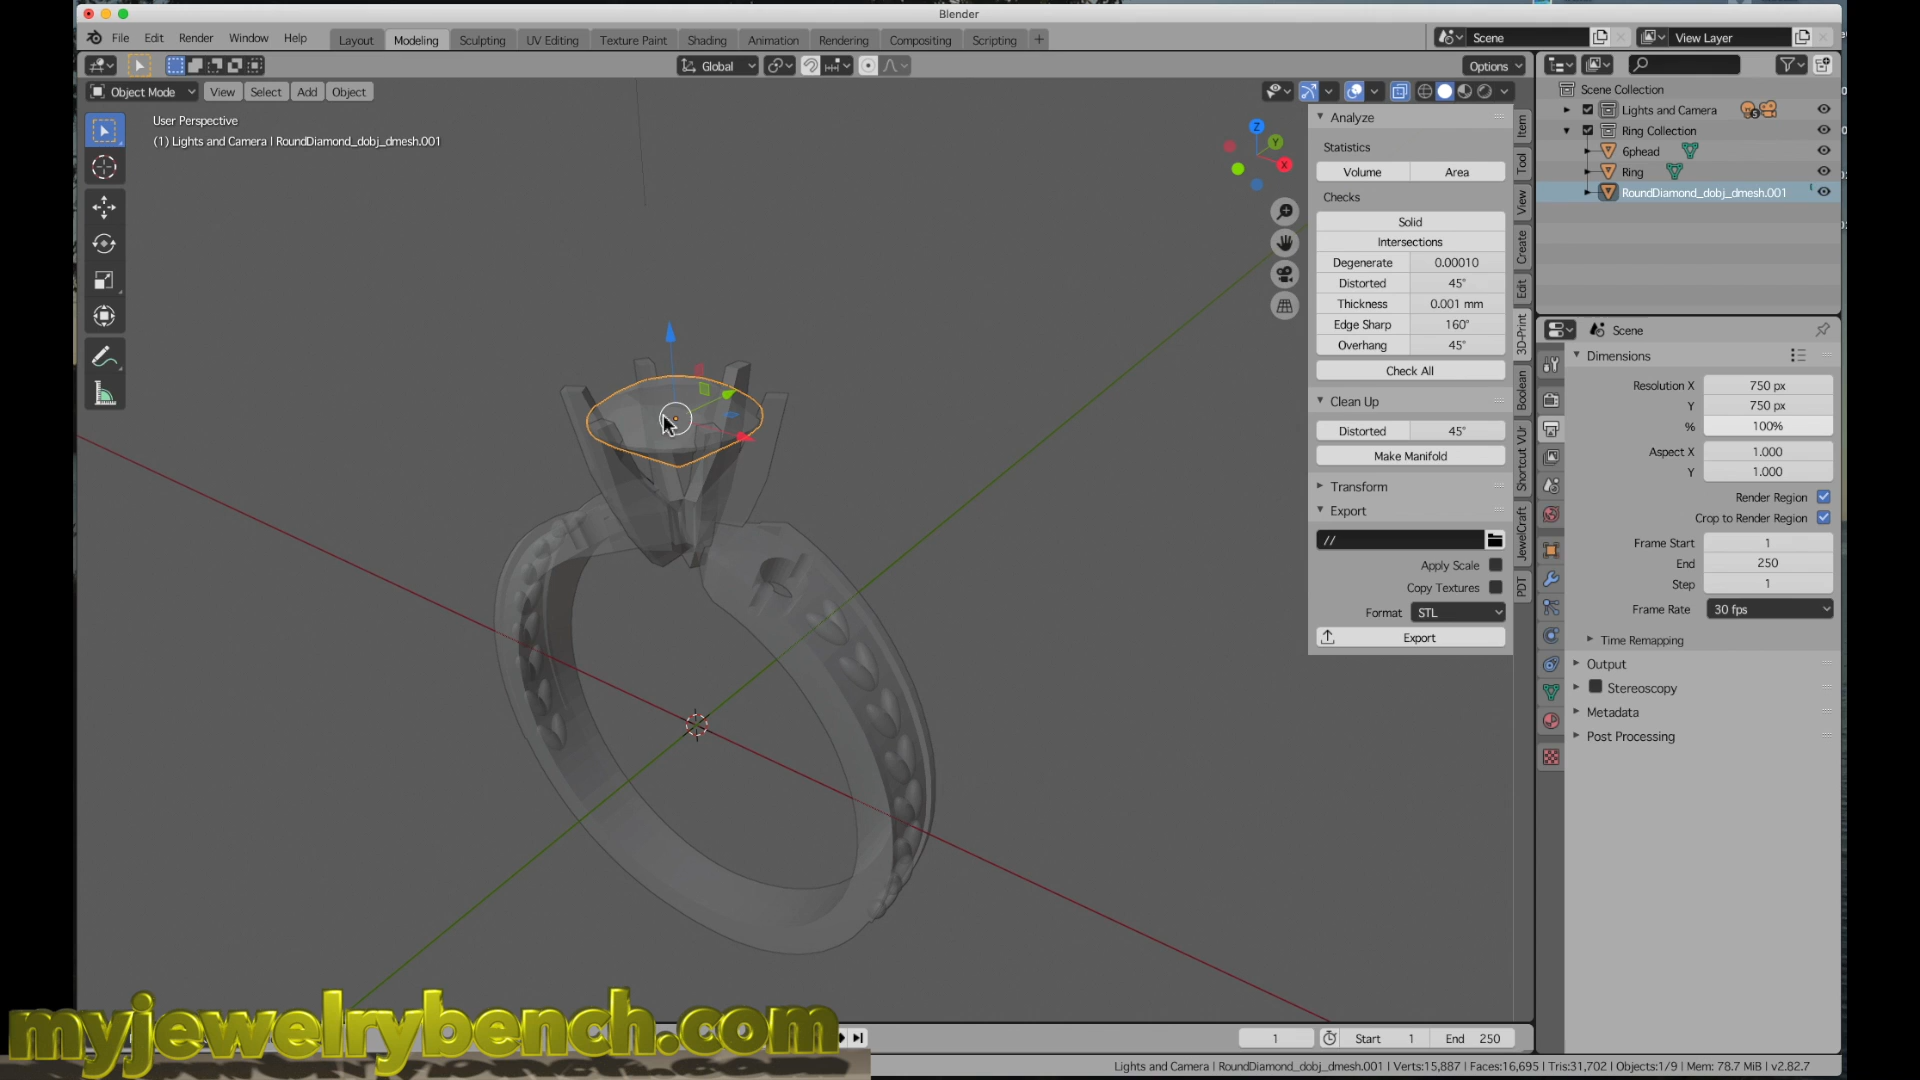 Blender
File Edit Render Window Help Layout Modeling Sculpting UV Editing Texture Paint Shading Animation Rendering Compositing Scripting + Scene View Layer
Global Options
Object Mode View Select Add Object
User Perspective
(1) Lights and Camera | RoundDiamond_dobj_dmesh.001
Z
Y
X
Analyze
Statistics
Volume Area
Checks
Solid
Intersections
Degenerate 0.00010
Distorted 45°
Thickness 0.001 mm
Edge Sharp 160°
Overhang 45°
Check All
Clean Up
Distorted 45°
Make Manifold
Transform
Export
//
Apply Scale
Copy Textures
Format STL
Export
Item
Tool
View
Create
Edit
3D-Print
Boolean
Shortcut VUr
JewelCraft
PDT
Scene Collection
Lights and Camera 5
Ring Collection
6phead
Ring
RoundDiamond_dobj_dmesh.001
Scene
Dimensions
Resolution X 750 px
Y 750 px
% 100%
Aspect X 1.000
Y 1.000
Render Region
Crop to Render Region
Frame Start 1
End 250
Step 1
Frame Rate 30 fps
Time Remapping
Output
Stereoscopy
Metadata
Post Processing
myjewelrybench.com
1 Start 1 End 250
Lights and Camera | RoundDiamond_dobj_dmesh.001 | Verts:15,887 | Faces:16,695 | Tris:31,702 | Objects:1/9 | Mem: 78.7 MiB | v2.82.7